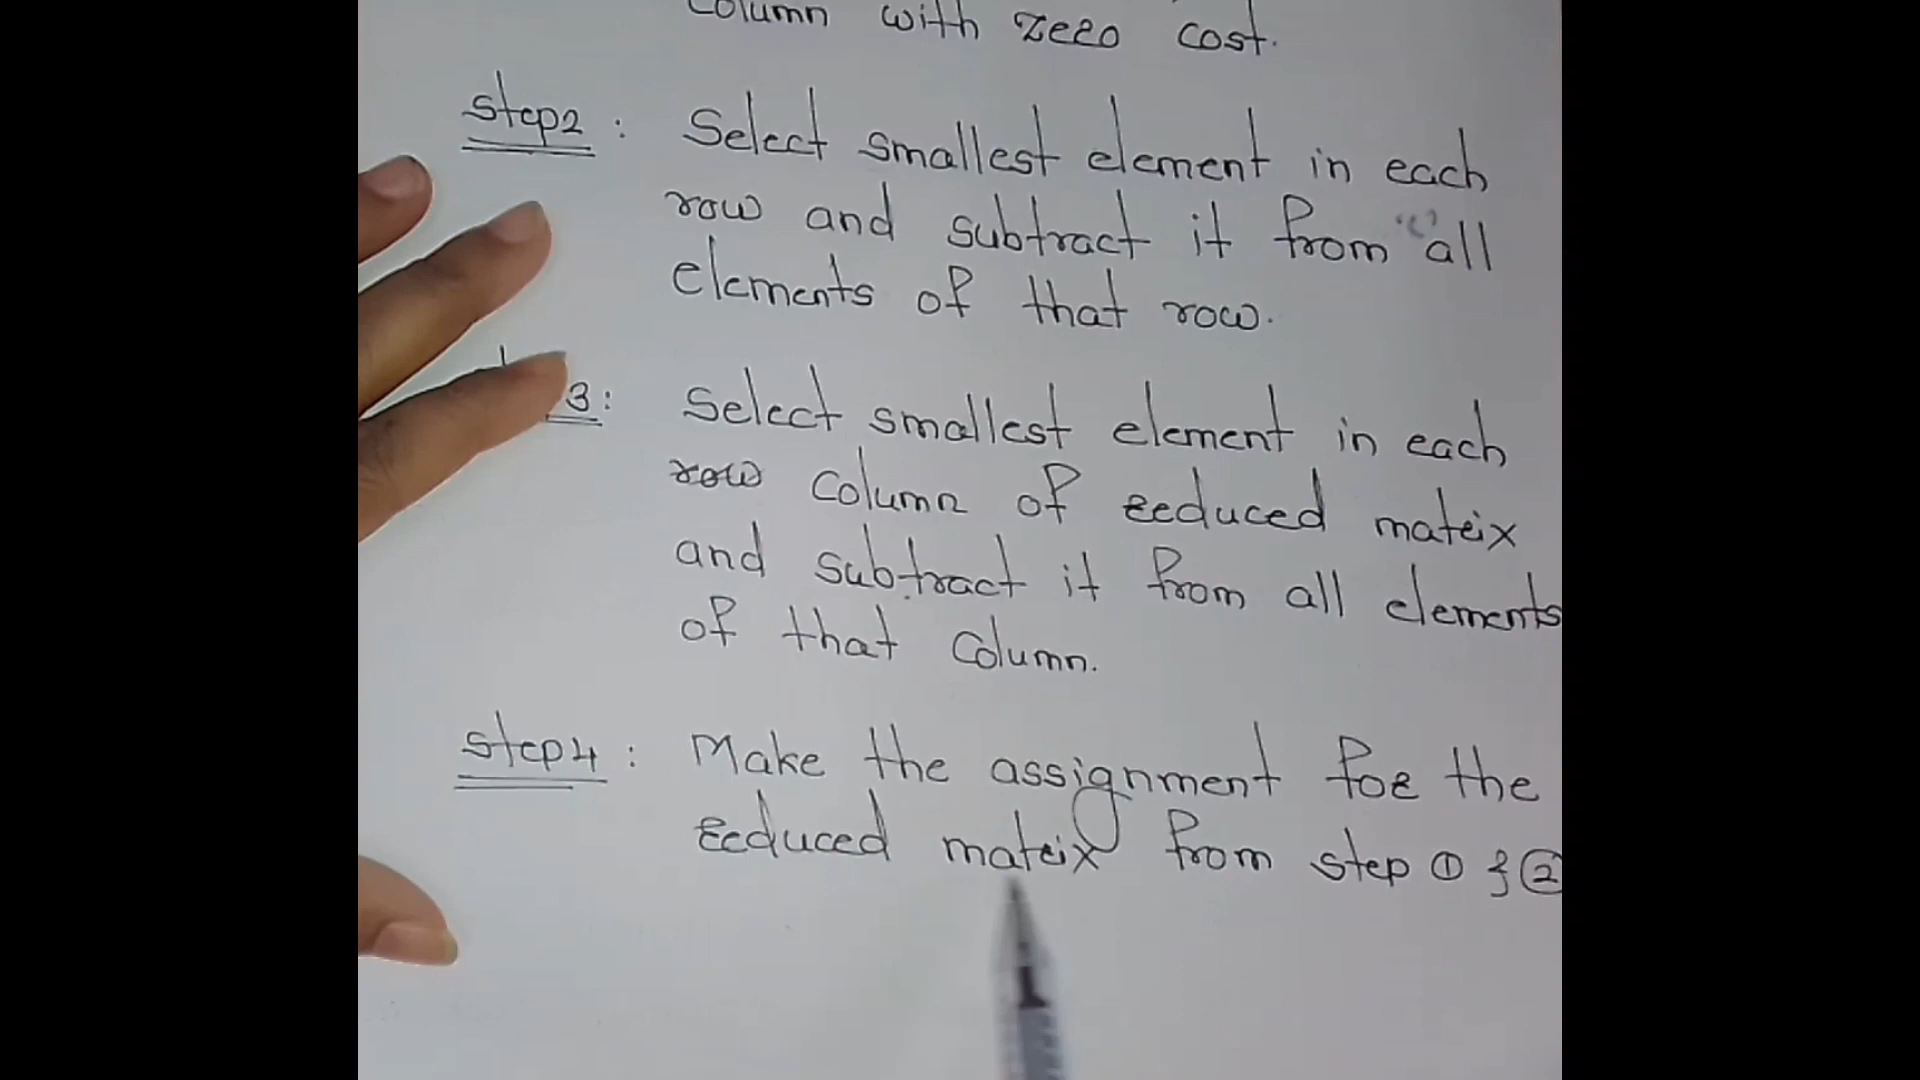 column with zero cost.
Step2 : Select smallest element in each
row and subtract it from all
elements of that row.
3 : Select smallest element in each
row column of reduced matrix
and subtract it from all elements
of that column.
Step4 : Make the assignment for the
reduced matrix from step ① & ②